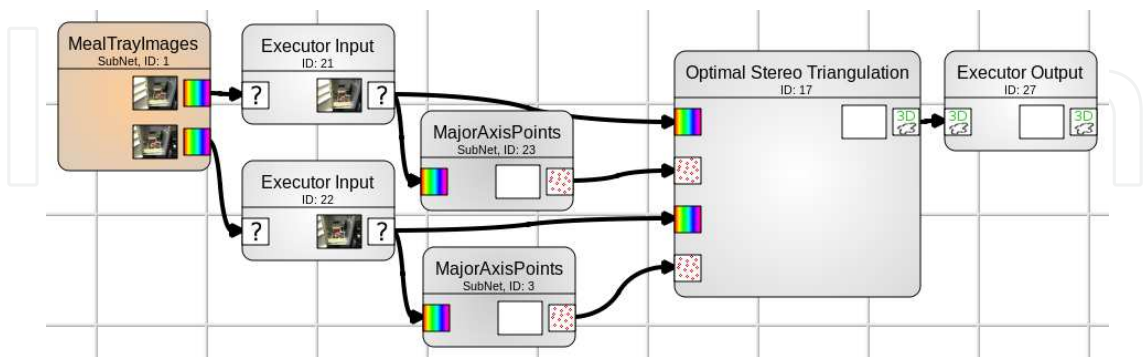 MealTrayImages
SubNet, ID: 1
Executor Input
ID: 21
?
?
Executor Input
ID: 22
?
?
MajorAxisPoints
SubNet, ID: 23
MajorAxisPoints
SubNet, ID: 3
Optimal Stereo Triangulation
ID: 17
3D
Executor Output
ID: 27
3D
3D